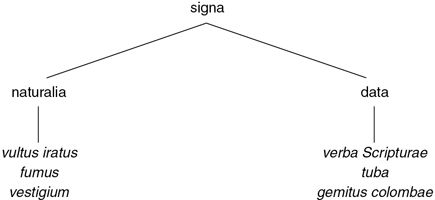 signa
naturalia
data
vultus iratus
fumus
vestigium
verba Scripturae
tuba
gemitus colombae